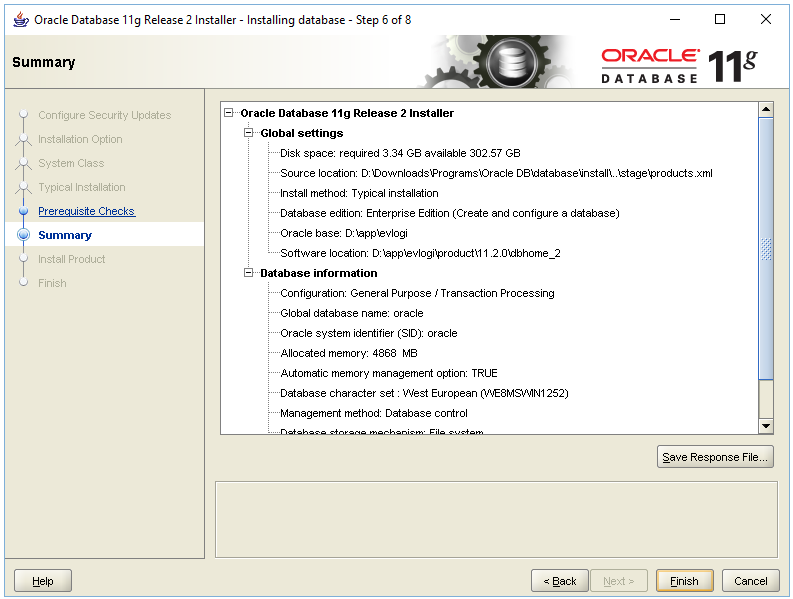 Oracle Database 11g Release 2 Installer - Installing database - Step 6 of 8
Summary
ORACLE
DATABASE 11g
Configure Security Updates
Installation Option
System Class
Typical Installation
Prerequisite Checks
Summary
Install Product
Finish
Oracle Database 11g Release 2 Installer
Global settings
Disk space: required 3.34 GB available 302.57 GB
Source location: D:\Downloads\Programs\Oracle DB\database\install\..\stage\products.xml
Install method: Typical installation
Database edition: Enterprise Edition (Create and configure a database)
Oracle base: D:\app\evlogi
Software location: D:\app\evlogi\product\11.2.0\dbhome_2
Database information
Configuration: General Purpose / Transaction Processing
Global database name: oracle
Oracle system identifier (SID): oracle
Allocated memory: 4868 MB
Automatic memory management option: TRUE
Database character set : West European (WE8MSWIN1252)
Management method: Database control
Database storage mechanism: File system
Save Response File...
Help
< Back
Next >
Finish
Cancel